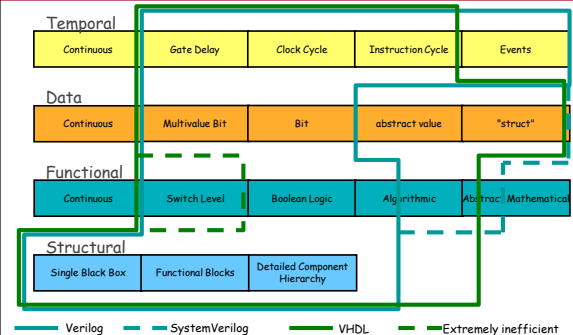 Temporal
Continuous Gate Delay Clock Cycle Instruction Cycle Events
Data
Continuous Multivalue Bit Bit abstract value "struct"
Functional
Continuous Switch Level Boolean Logic Algorithmic Abstract Mathematical
Structural
Single Black Box Functional Blocks Detailed Component
Hierarchy
Verilog SystemVerilog VHDL Extremely inefficient